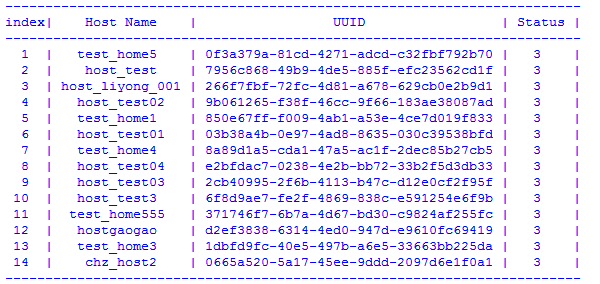 --------------------------------------------------------------------------
index|    Host Name    |                 UUID                 | Status |
--------------------------------------------------------------------------
1 | test_home5 | 0f3a379a-81cd-4271-adcd-c32fbf792b70 | 3 |
2 | host_test | 7956c868-49b9-4de5-885f-efc23562cd1f | 3 |
3 | host_liyong_001 | 266f7fbf-72fc-4d81-a678-629cb0e2b9d1 | 3 |
4 | host_test02 | 9b061265-f38f-46cc-9f66-183ae38087ad | 3 |
5 | test_home1 | 850e67ff-f009-4ab1-a53e-4ce7d019f833 | 3 |
6 | host_test01 | 03b38a4b-0e97-4ad8-8635-030c39538bfd | 3 |
7 | test_home4 | 8a89d1a5-cda1-47a5-ac1f-2dec85b27cb5 | 3 |
8 | host_test04 | e2bfdac7-0238-4e2b-bb72-33b2f5d3db33 | 3 |
9 | host_test03 | 2cb40995-2f6b-4113-b47c-d12e0cf2f95f | 3 |
10 | host_test3 | 6f8d9ae7-fe2f-4869-838c-e591254e6f9b | 3 |
11 | test_home555 | 371746f7-6b7a-4d67-bd30-c9824af255fc | 3 |
12 | hostgaogao | d2ef3838-6314-4ed0-947d-e9610fc69419 | 3 |
13 | test_home3 | 1dbfd9fc-40e5-497b-a6e5-33663bb225da | 3 |
14 | chz_host2 | 0665a520-5a17-45ee-9ddd-2097d6e1f0a1 | 3 |
--------------------------------------------------------------------------